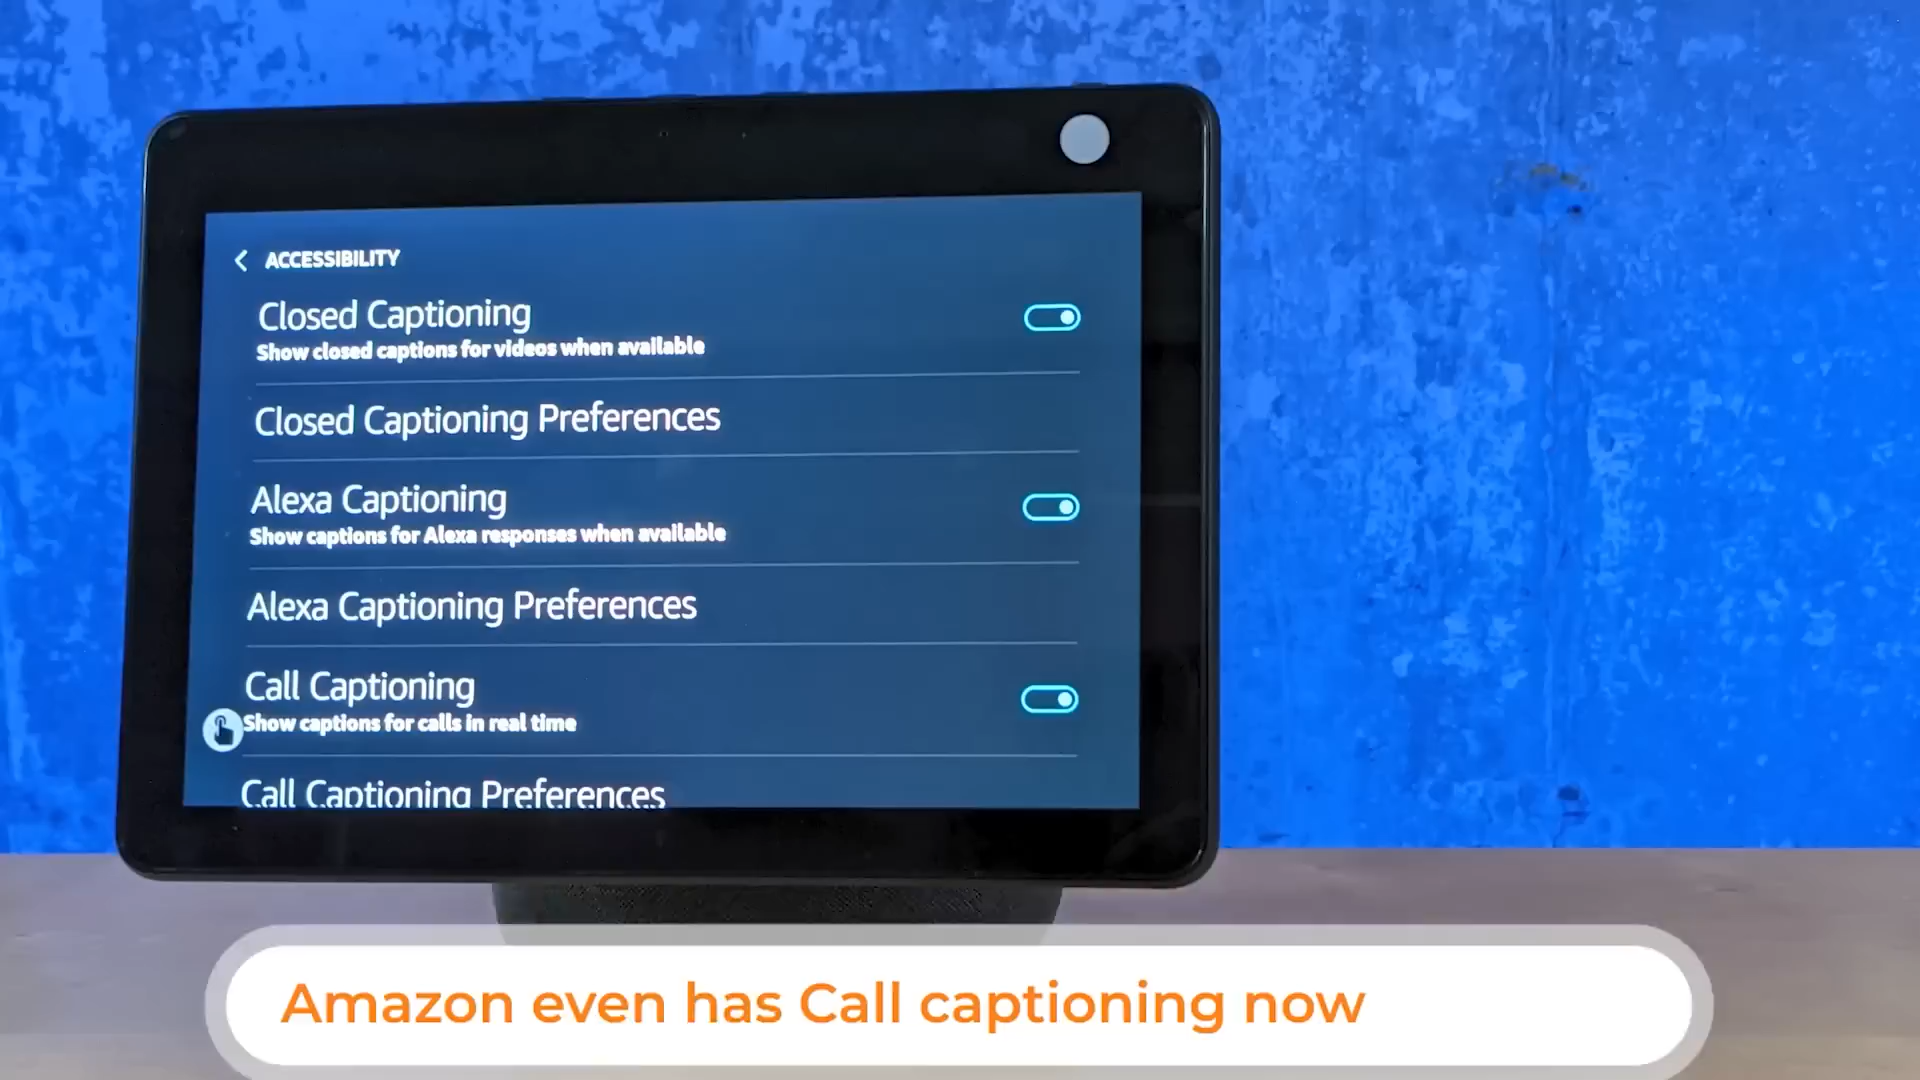 ACCESSIBILITY
Closed Captioning
Show closed captions for videos when available
Closed Captioning Preferences
Alexa Captioning
Show captions for Alexa responses when available
Alexa Captioning Preferences
Call Captioning
Show captions for calls in real time
Call Captioning Preferences
Amazon even has Call captioning now